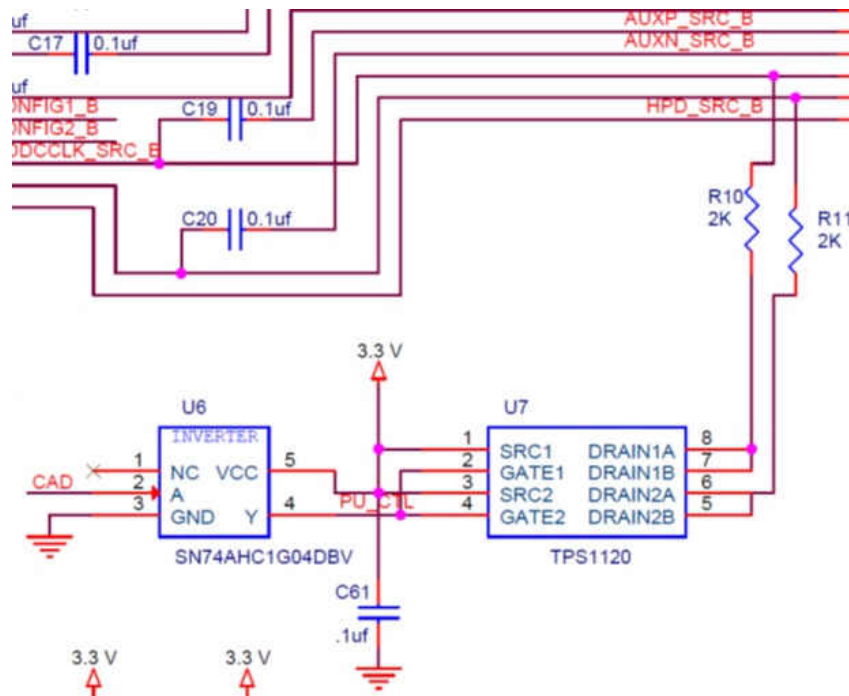 uf
AUXP_SRC_B
C17 0.1uf
AUXN_SRC_B
uf
ONFIG1_B
C19
HPD_SRC_B
0.1uf
ONFIG2_B
DDCCLK_SRC_B
R10
2K
C20 0.1uf
R11
2K
3.3 V
U6
U7
INVERTER
1 NC VCC 5
CAD 2 A
3 GND Y 4
PU_CTL
SN74AHC1G04DBV
1 SRC1 DRAIN1A 8
2 GATE1 DRAIN1B 7
3 SRC2 DRAIN2A 6
4 GATE2 DRAIN2B 5
TPS1120
C61
.1uf
3.3 V
3.3 V